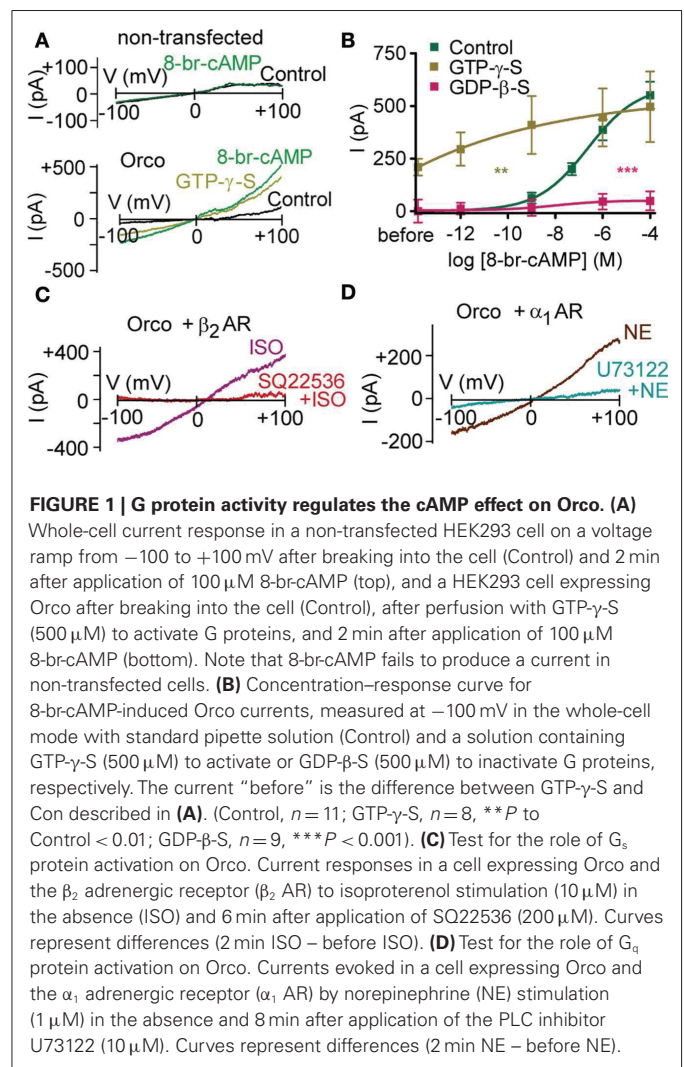 A
non-transfected
+100
8-br-cAMP
V (mV)
Control
I (pA)
-100
0
+100
-100
Orco
+500
8-br-cAMP
GTP-γ-S
Control
I (pA)
0
-100
0
+100
-500
B
750
Control
GTP-γ-S
GDP-β-S
500
I (pA)
250
**
***
0
before
-12
-10
-8
-6
-4
log [8-br-cAMP] (M)
C
Orco + β2 AR
+400
ISO
V (mV)
SQ22536
+ISO
I (pA)
-100
0
+100
-400
D
Orco + α1 AR
NE
+200
V (mV)
U73122
+NE
I (pA)
-100
0
+100
-200
FIGURE 1 | G protein activity regulates the cAMP effect on Orco. (A)
Whole-cell current response in a non-transfected HEK293 cell on a voltage
ramp from −100 to +100 mV after breaking into the cell (Control) and 2 min
after application of 100 μM 8-br-cAMP (top), and a HEK293 cell expressing
Orco after breaking into the cell (Control), after perfusion with GTP-γ-S
(500 μM) to activate G proteins, and 2 min after application of 100 μM
8-br-cAMP (bottom). Note that 8-br-cAMP fails to produce a current in
non-transfected cells. (B) Concentration–response curve for
8-br-cAMP-induced Orco currents, measured at −100 mV in the whole-cell
mode with standard pipette solution (Control) and a solution containing
GTP-γ-S (500 μM) to activate or GDP-β-S (500 μM) to inactivate G proteins,
respectively. The current “before” is the difference between GTP-γ-S and
Con described in (A). (Control, n = 11; GTP-γ-S, n = 8, **P to
Control < 0.01; GDP-β-S, n = 9, ***P < 0.001). (C) Test for the role of Gs
protein activation on Orco. Current responses in a cell expressing Orco and
the β2 adrenergic receptor (β2 AR) to isoproterenol stimulation (10 μM) in
the absence (ISO) and 6 min after application of SQ22536 (200 μM). Curves
represent differences (2 min ISO – before ISO). (D) Test for the role of Gq
protein activation on Orco. Currents evoked in a cell expressing Orco and
the α1 adrenergic receptor (α1 AR) by norepinephrine (NE) stimulation
(1 μM) in the absence and 8 min after application of the PLC inhibitor
U73122 (10 μM). Curves represent differences (2 min NE – before NE).